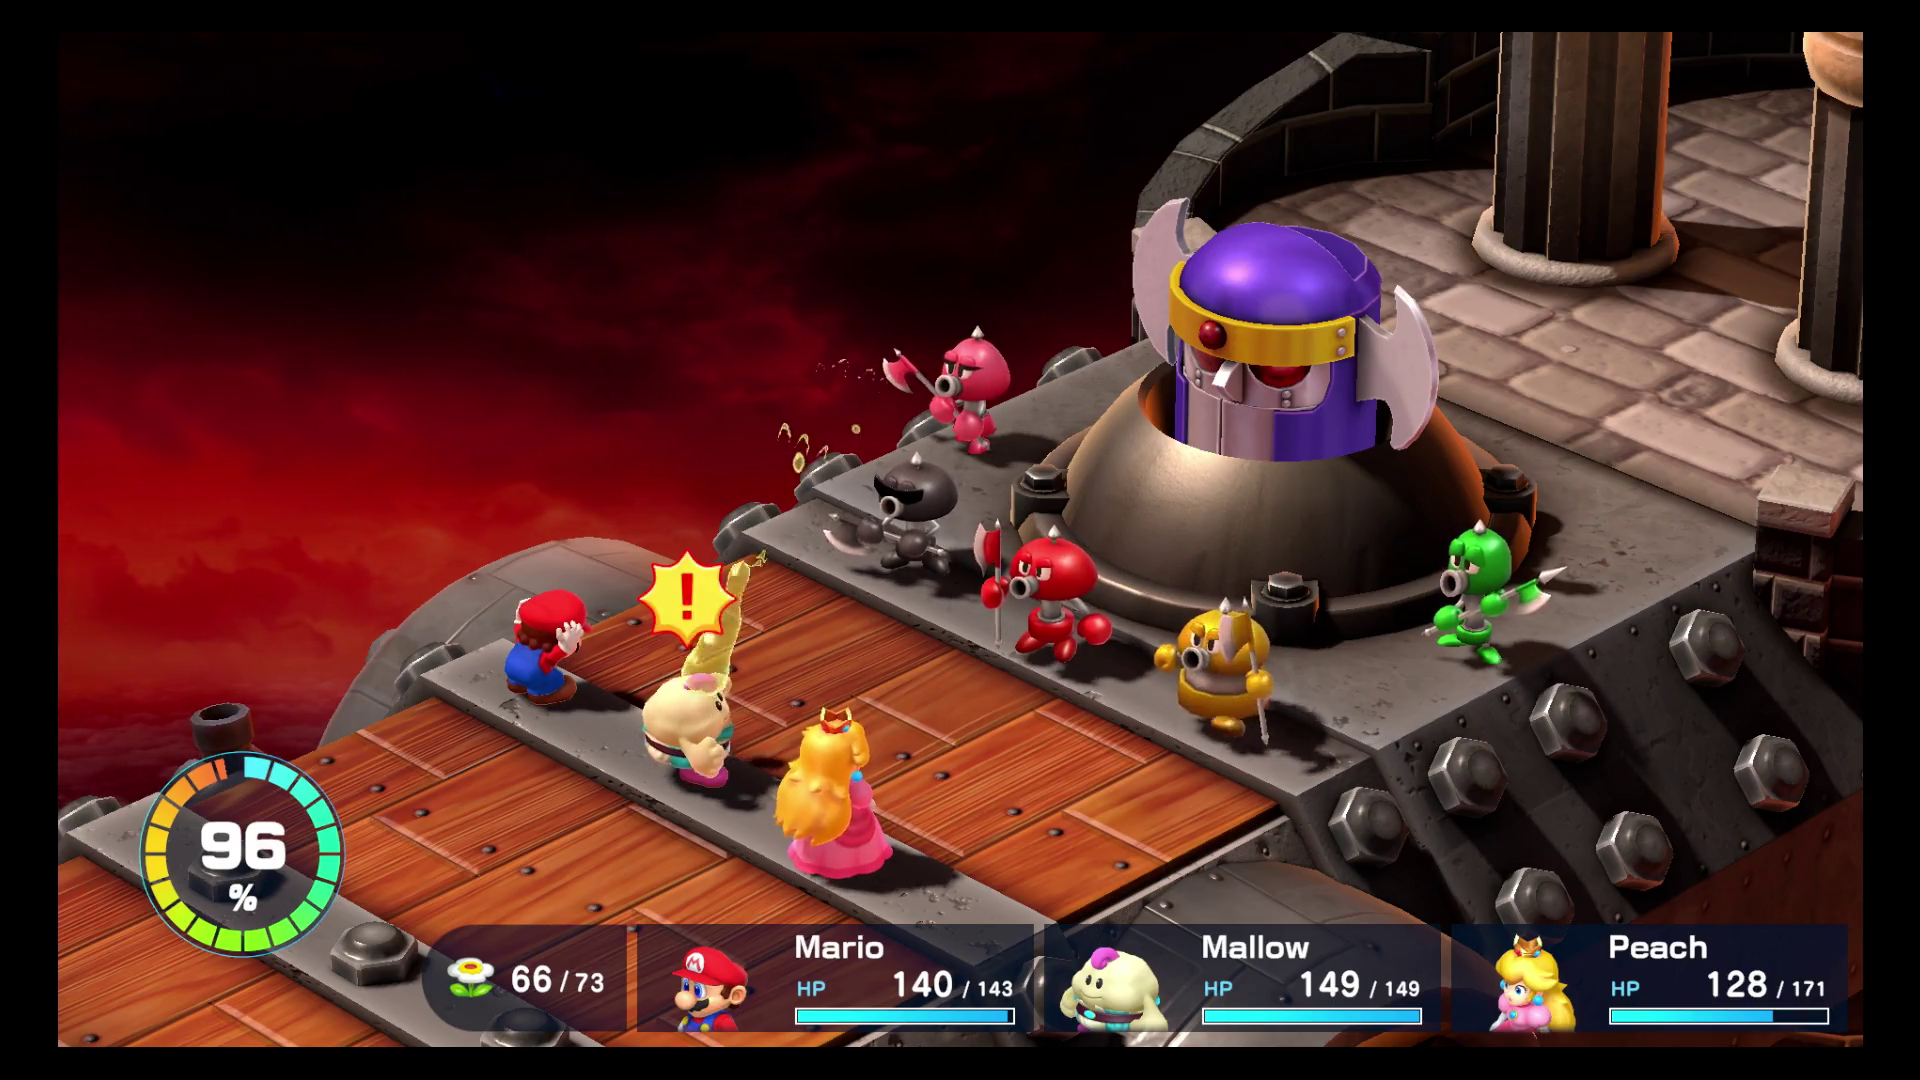 !
96
%
66/73
Mario
HP 140/143
Mallow
HP 149/149
Peach
HP 128/171